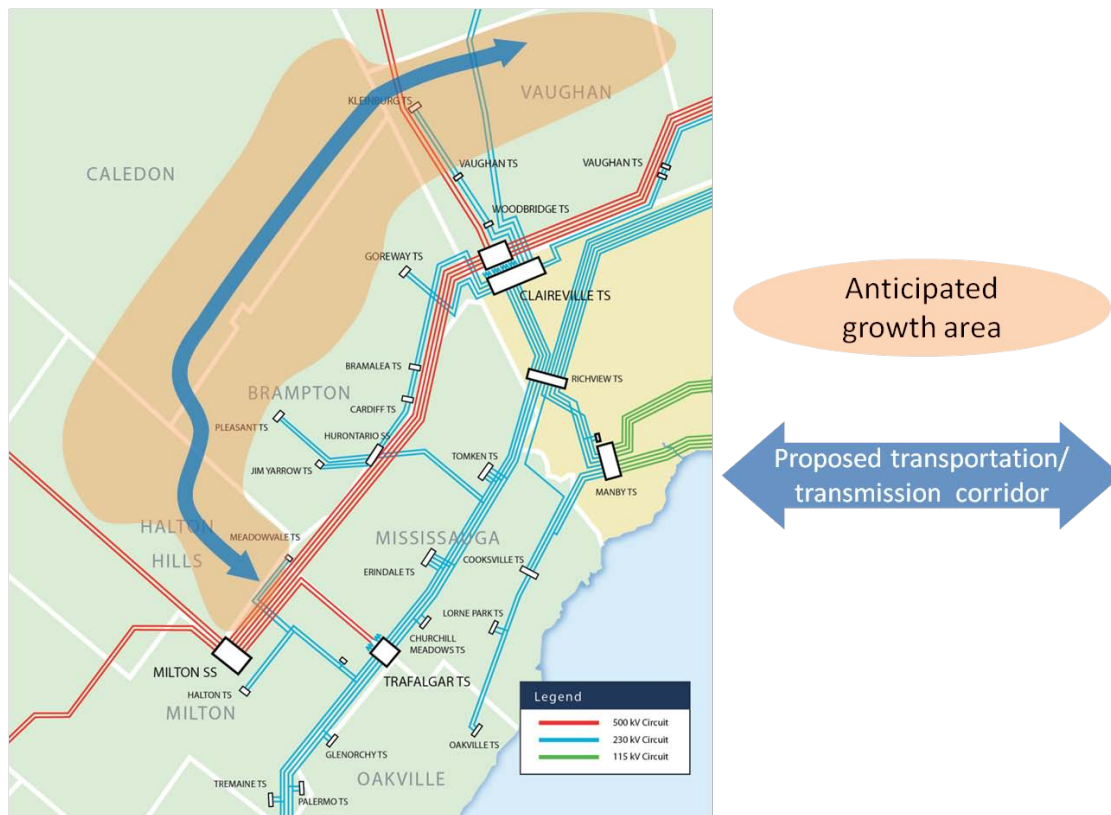 VAUGHAN
KLEINBURG TS
CALEDON
VAUGHAN TS
VAUGHAN TS
WOODBRIDGE TS
GOREWAY TS
CLAIREVILLE TS
BRAMALEA TS
RICHVIEW TS
BRAMPTON
CARDIFF TS
PLEASANT TS
HURONTARIO SS
JIM YARROW TS
TOMKEN TS
MANBY TS
HALTON
HILLS
MEADOWVALE TS
MISSISSAUGA
ERINDALE TS
COOKSVILLE TS
LORNE PARK TS
CHURCHILL
MEADOWS TS
MILTON SS
TRAFALGAR TS
HALTON TS
MILTON
GLENORCHY TS
OAKVILLE TS
OAKVILLE
TREMAINE TS
PALERMO TS
Legend
500 kV Circuit
230 kV Circuit
115 kV Circuit
Anticipated
growth area
Proposed transportation/
transmission corridor